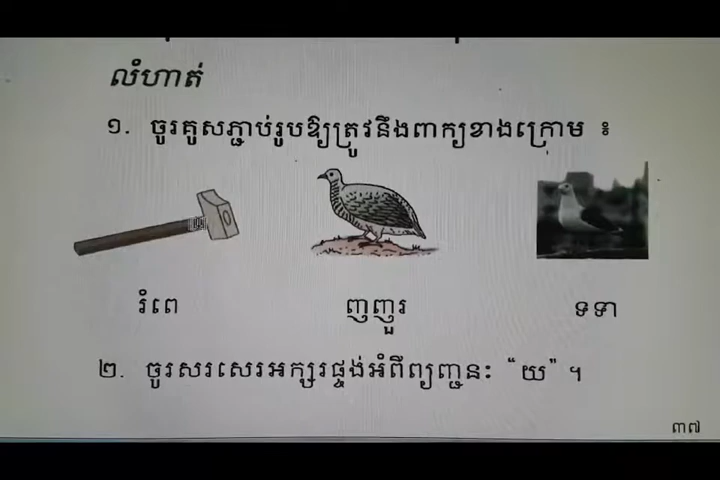 លំហាត់
១. ចូរគូសភ្ជាប់រូបឱ្យត្រូវនឹងពាក្យខាងក្រោម ៖
រំពេ ញញួរ ទទា
២. ចូរសរសេរអក្សរផ្ចង់អំពីព្យញ្ជនះ “យ” ។
៣៧